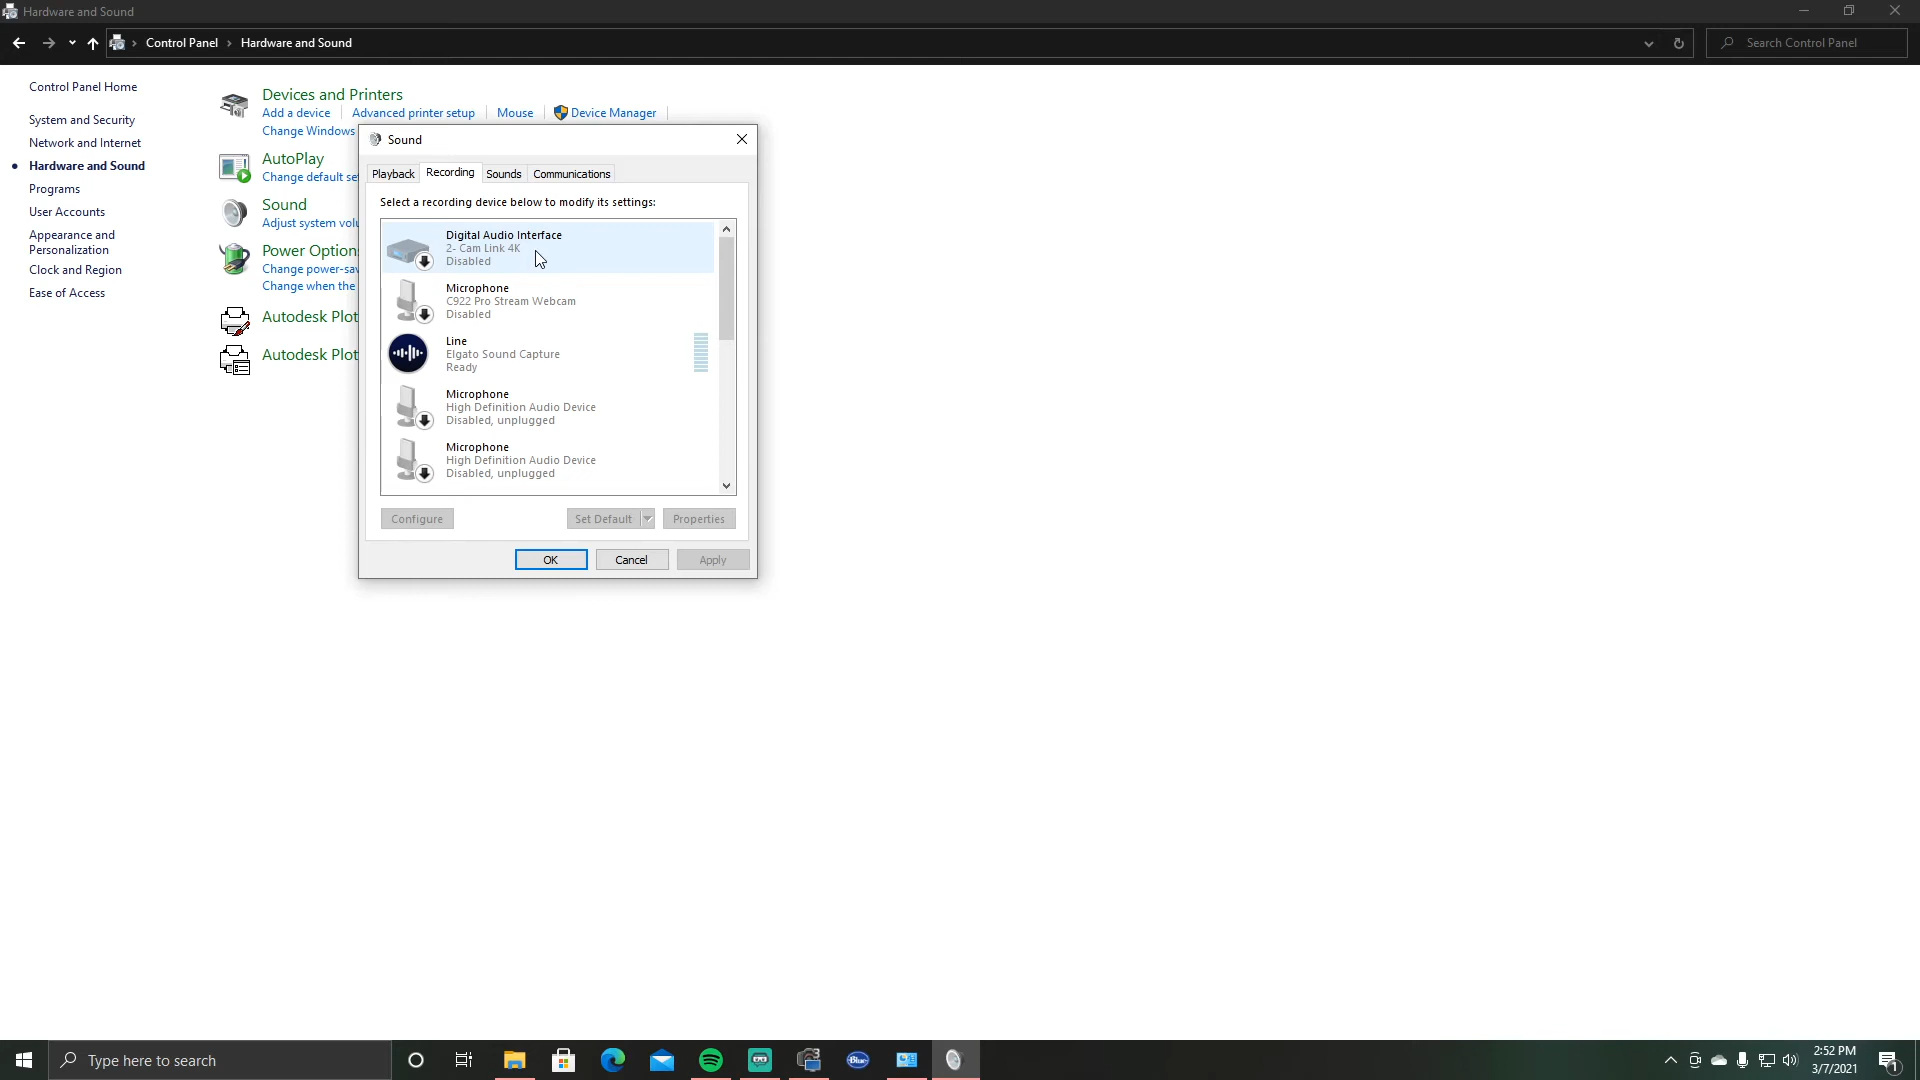 Hardware and Sound
Control Panel > Hardware and Sound
Search Control Panel
Control Panel Home
System and Security
Network and Internet
Hardware and Sound
Programs
User Accounts
Appearance and
Personalization
Clock and Region
Ease of Access
Devices and Printers
Add a device Advanced printer setup Mouse Device Manager
Change Windows
AutoPlay
Change default set
Sound
Adjust system volu
Power Option
Change power-sav
Change when the
Autodesk Plot
Autodesk Plot
Sound
Playback Recording Sounds Communications
Select a recording device below to modify its settings:
Digital Audio Interface
2- Cam Link 4K
Disabled
Microphone
C922 Pro Stream Webcam
Disabled
Line
Elgato Sound Capture
Ready
Microphone
High Definition Audio Device
Disabled, unplugged
Microphone
High Definition Audio Device
Disabled, unplugged
Configure Set Default Properties
OK Cancel Apply
Type here to search
Blue
2:52 PM
3/7/2021
1